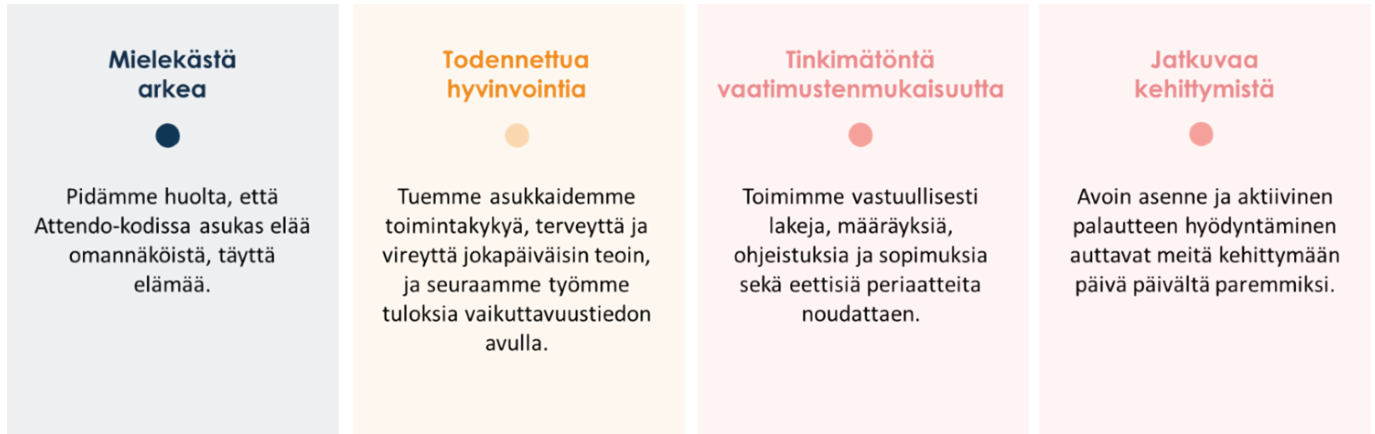 Mielekästä
arkea
Pidämme huolta, että
Attendo-kodissa asukas elää
omannäköistä, täyttä
elämää.
Todennettua
hyvinvointia
Tuemme asukkaidemme
toimintakykyä, terveyttä ja
vireyttä jokapäiväisin teoin,
ja seuraamme työmme
tuloksia vaikuttavuustiedon
avulla.
Tinkimätöntä
vaatimustenmukaisuutta
Toimimme vastuullisesti
lakeja, määräyksiä,
ohjeistuksia ja sopimuksia
sekä eettisiä periaatteita
noudattaen.
Jatkuvaa
kehittymistä
Avoin asenne ja aktiivinen
palautteen hyödyntäminen
auttavat meitä kehittymään
päivä päivältä paremmiksi.